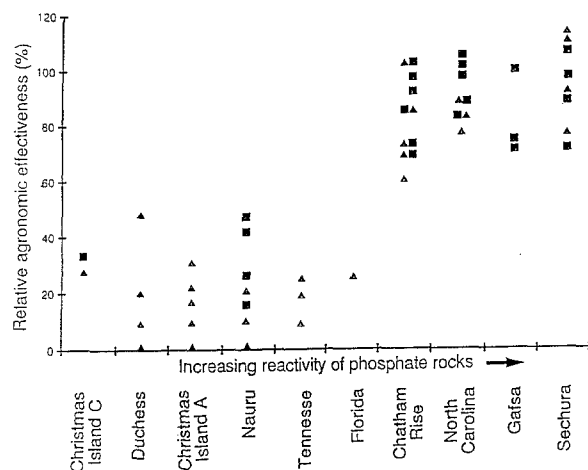 Relative agronomic effectiveness (%)
120
100
80
60
40
20
0
Increasing reactivity of phosphate rocks
Christmas
Island C
Duchess
Christmas
Island A
Nauru
Tennesse
Florida
Chatham
Rise
North
Carolina
Gafsa
Sechura